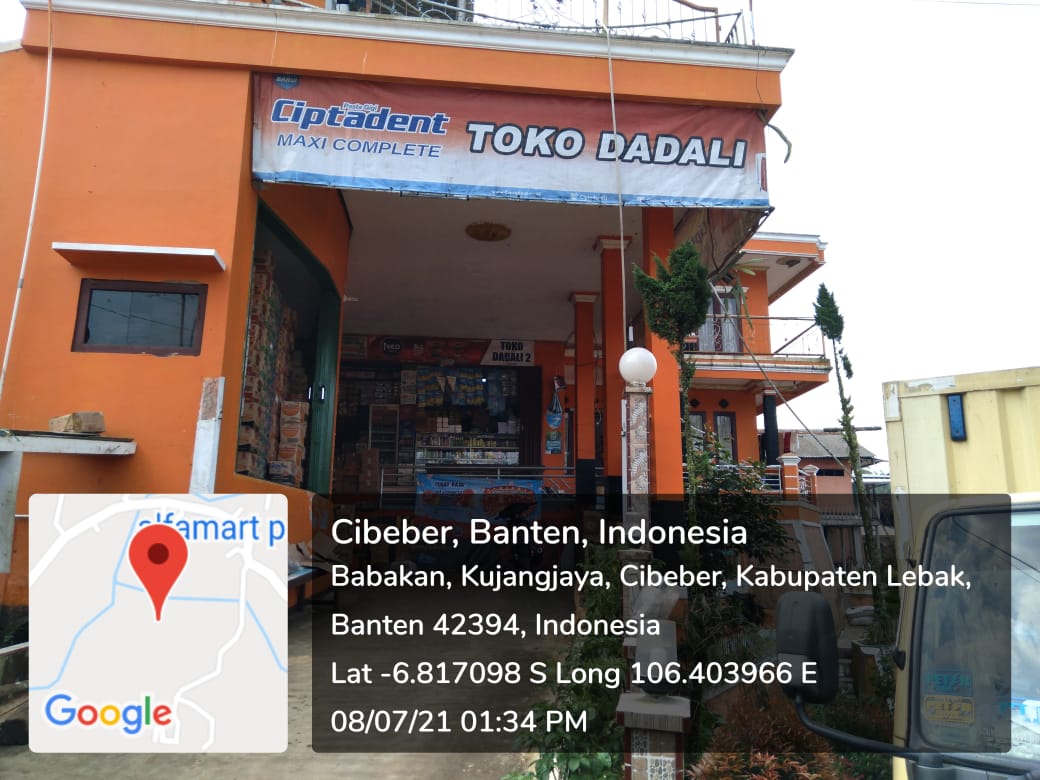 BARU!
Pasta Gigi
Ciptadent
MAXI COMPLETE
TOKO DADALI
TOKO
DADALI 2
alfamart p
Google
Cibeber, Banten, Indonesia
Babakan, Kujangjaya, Cibeber, Kabupaten Lebak,
Banten 42394, Indonesia
Lat -6.817098 S Long 106.403966 E
08/07/21 01:34 PM